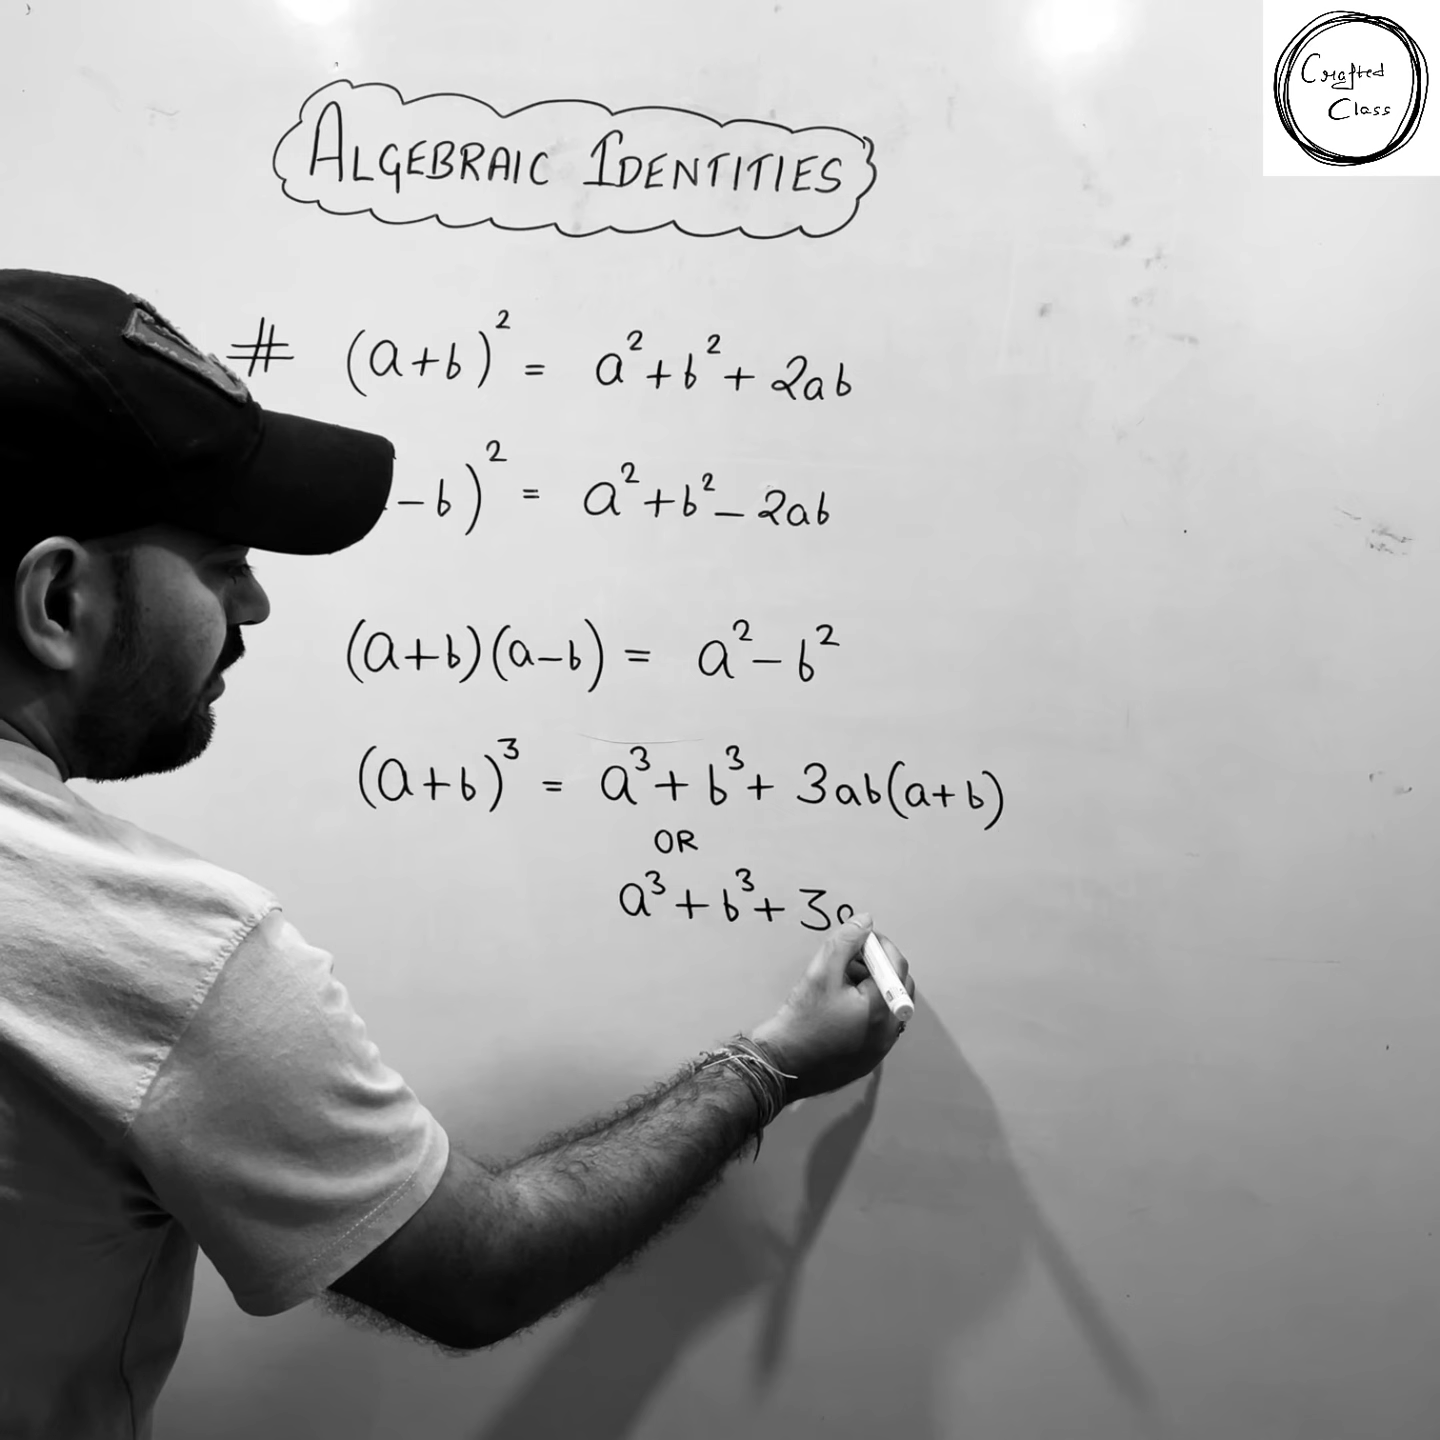 Crafted
Class
ALGEBRAIC IDENTITIES
# (a+b)² = a²+b²+2ab
-b)² = a²+b²-2ab
(a+b)(a-b) = a²-b²
(a+b)³ = a³+b³+3ab(a+b)
OR
a³+b³+3a